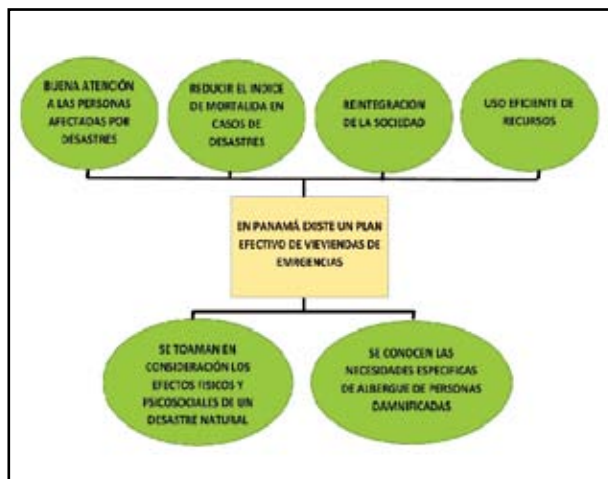 BUENA ATENCIÓN
A LAS PERSONAS
AFECTADAS POR
DESASTRES
REDUCIR EL INDICE
DE MORTALIDA EN
CASOS DE
DESASTRES
REINTEGRACION
DE LA SOCIEDAD
USO EFICIENTE DE
RECURSOS
EN PANAMÁ EXISTE UN PLAN
EFECTIVO DE VIEVIENDAS DE
EMRGENCIAS
SE TOAMAN EN
CONSIDERACIÓN LOS
EFECTOS FISICOS Y
PSICOSOCIALES DE UN
DESASTRE NATURAL
SE CONOCEN LAS
NECESIDADES ESPECIFICAS
DE ALBERGUE DE PERSONAS
DAMNIFICADAS